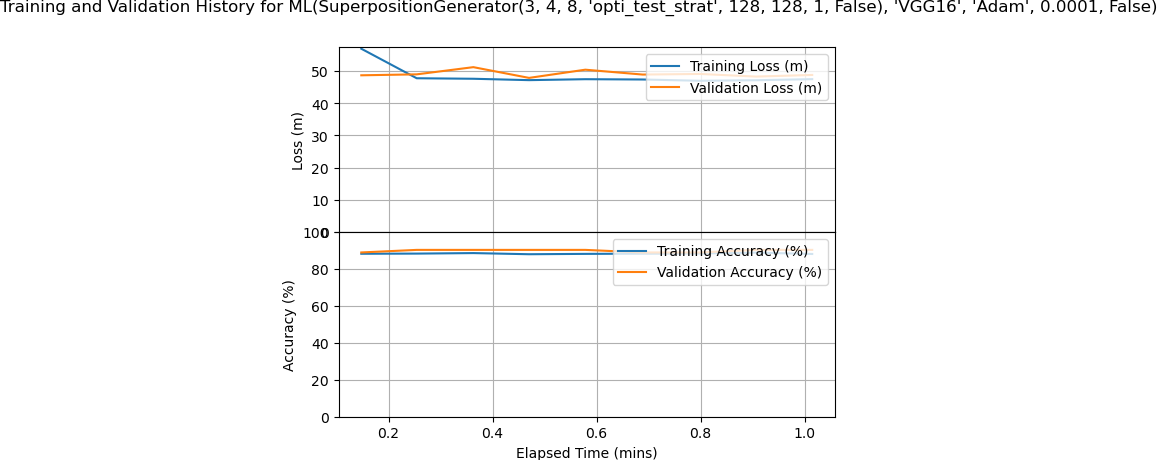 Training and Validation History for ML(SuperpositionGenerator(3, 4, 8, 'opti_test_strat', 128, 128, 1, False), 'VGG16', 'Adam', 0.0001, False)
50
40
30
20
10
0
Loss (m)
Training Loss (m)
Validation Loss (m)
100
80
60
40
20
0
Accuracy (%)
Training Accuracy (%)
Validation Accuracy (%)
0.2 0.4 0.6 0.8 1.0
Elapsed Time (mins)